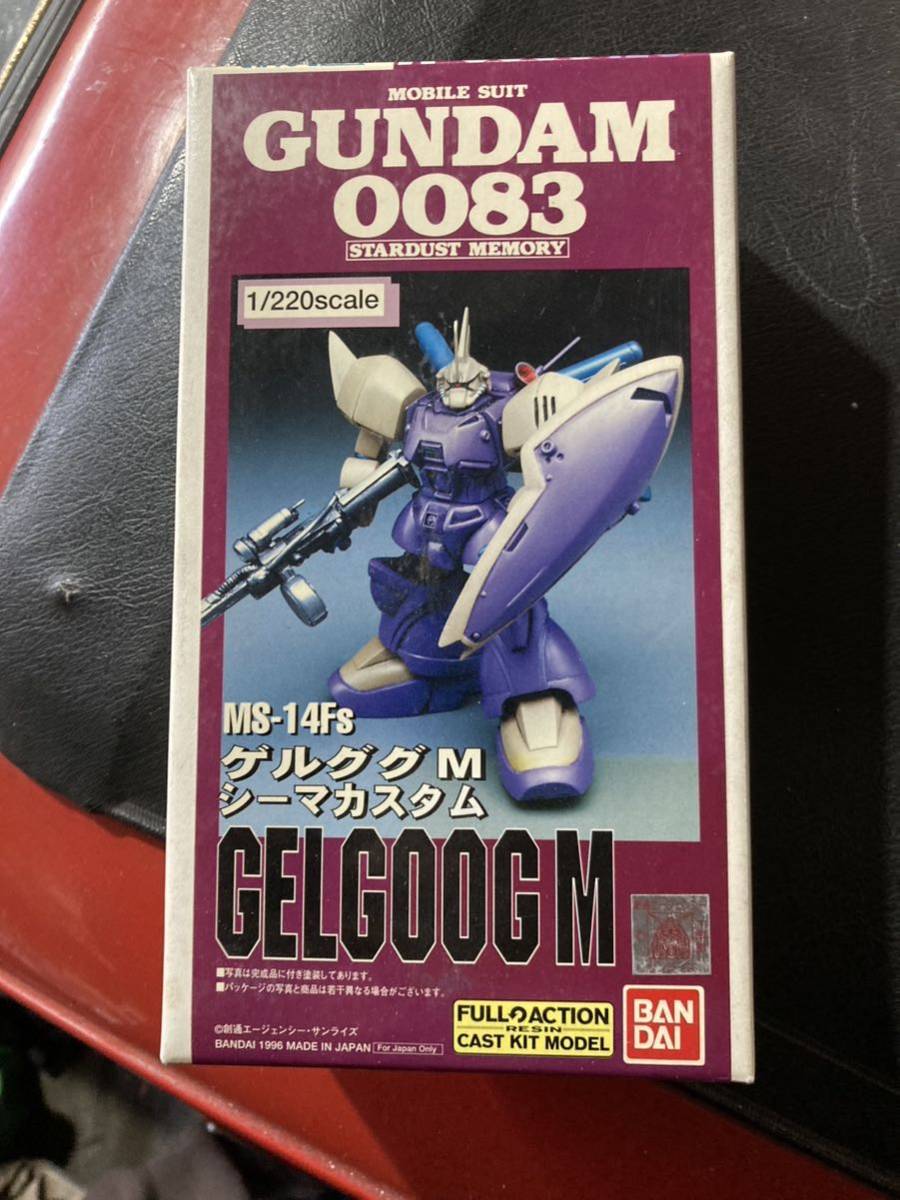 MOBILE SUIT
GUNDAM
0083
STARDUST MEMORY
1/220scale
MS-14Fs
ゲルググM
シーマカスタム
GELGOOG M
■写真は完成品に付き塗装してあります。
■パッケージの写真と商品は若干異なる場合がございます。
©創通エージェンシー・サンライズ
BANDAI 1996 MADE IN JAPAN For Japan Only
FULL ACTION
RESIN
CAST KIT MODEL
BAN
DAI